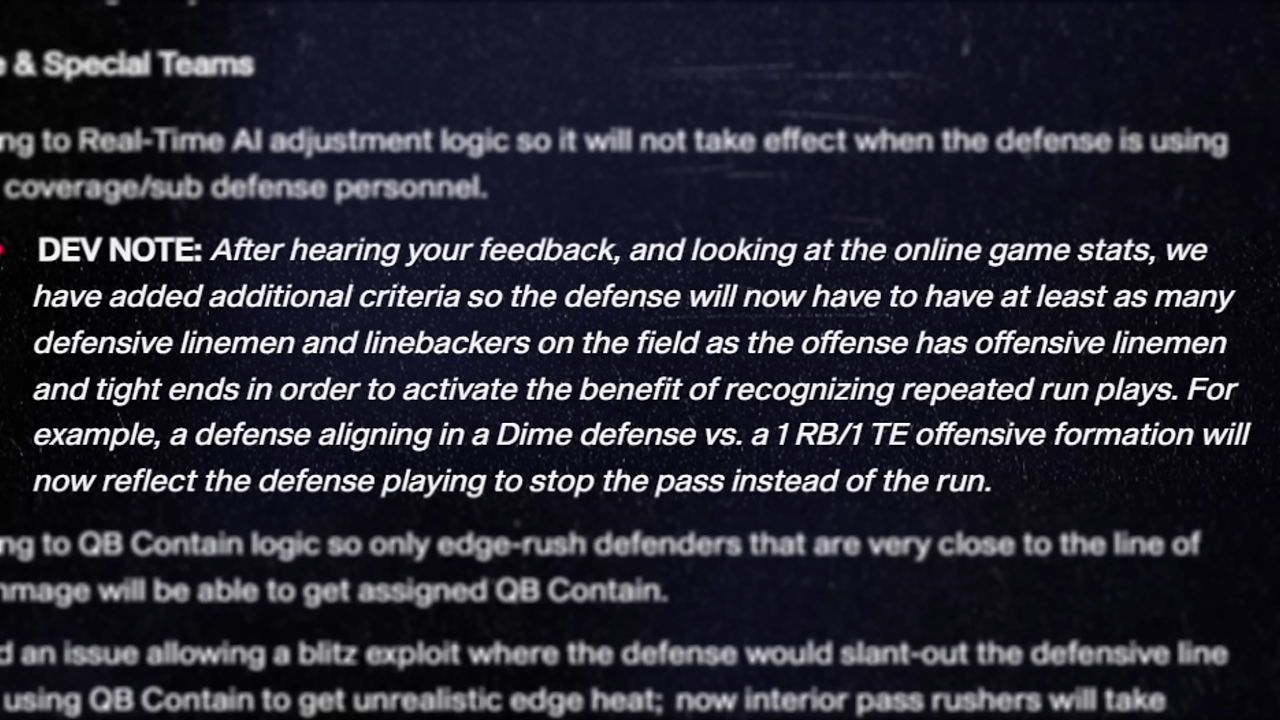 & Special Teams
to Real-Time AI adjustment logic so it will not take effect when the defense is using
coverage/sub defense personnel.
DEV NOTE: After hearing your feedback, and looking at the online game stats, we
have added additional criteria so the defense will now have to have at least as many
defensive linemen and linebackers on the field as the offense has offensive linemen
and tight ends in order to activate the benefit of recognizing repeated run plays. For
example, a defense aligning in a Dime defense vs. a 1 RB/1 TE offensive formation will
now reflect the defense playing to stop the pass instead of the run.
to QB Contain logic so only edge-rush defenders that are very close to the line of
will be able to get assigned QB Contain.
an issue allowing a blitz exploit where the defense would slant-out the defensive line
using QB Contain to get unrealistic edge heat; now interior pass rushers will take